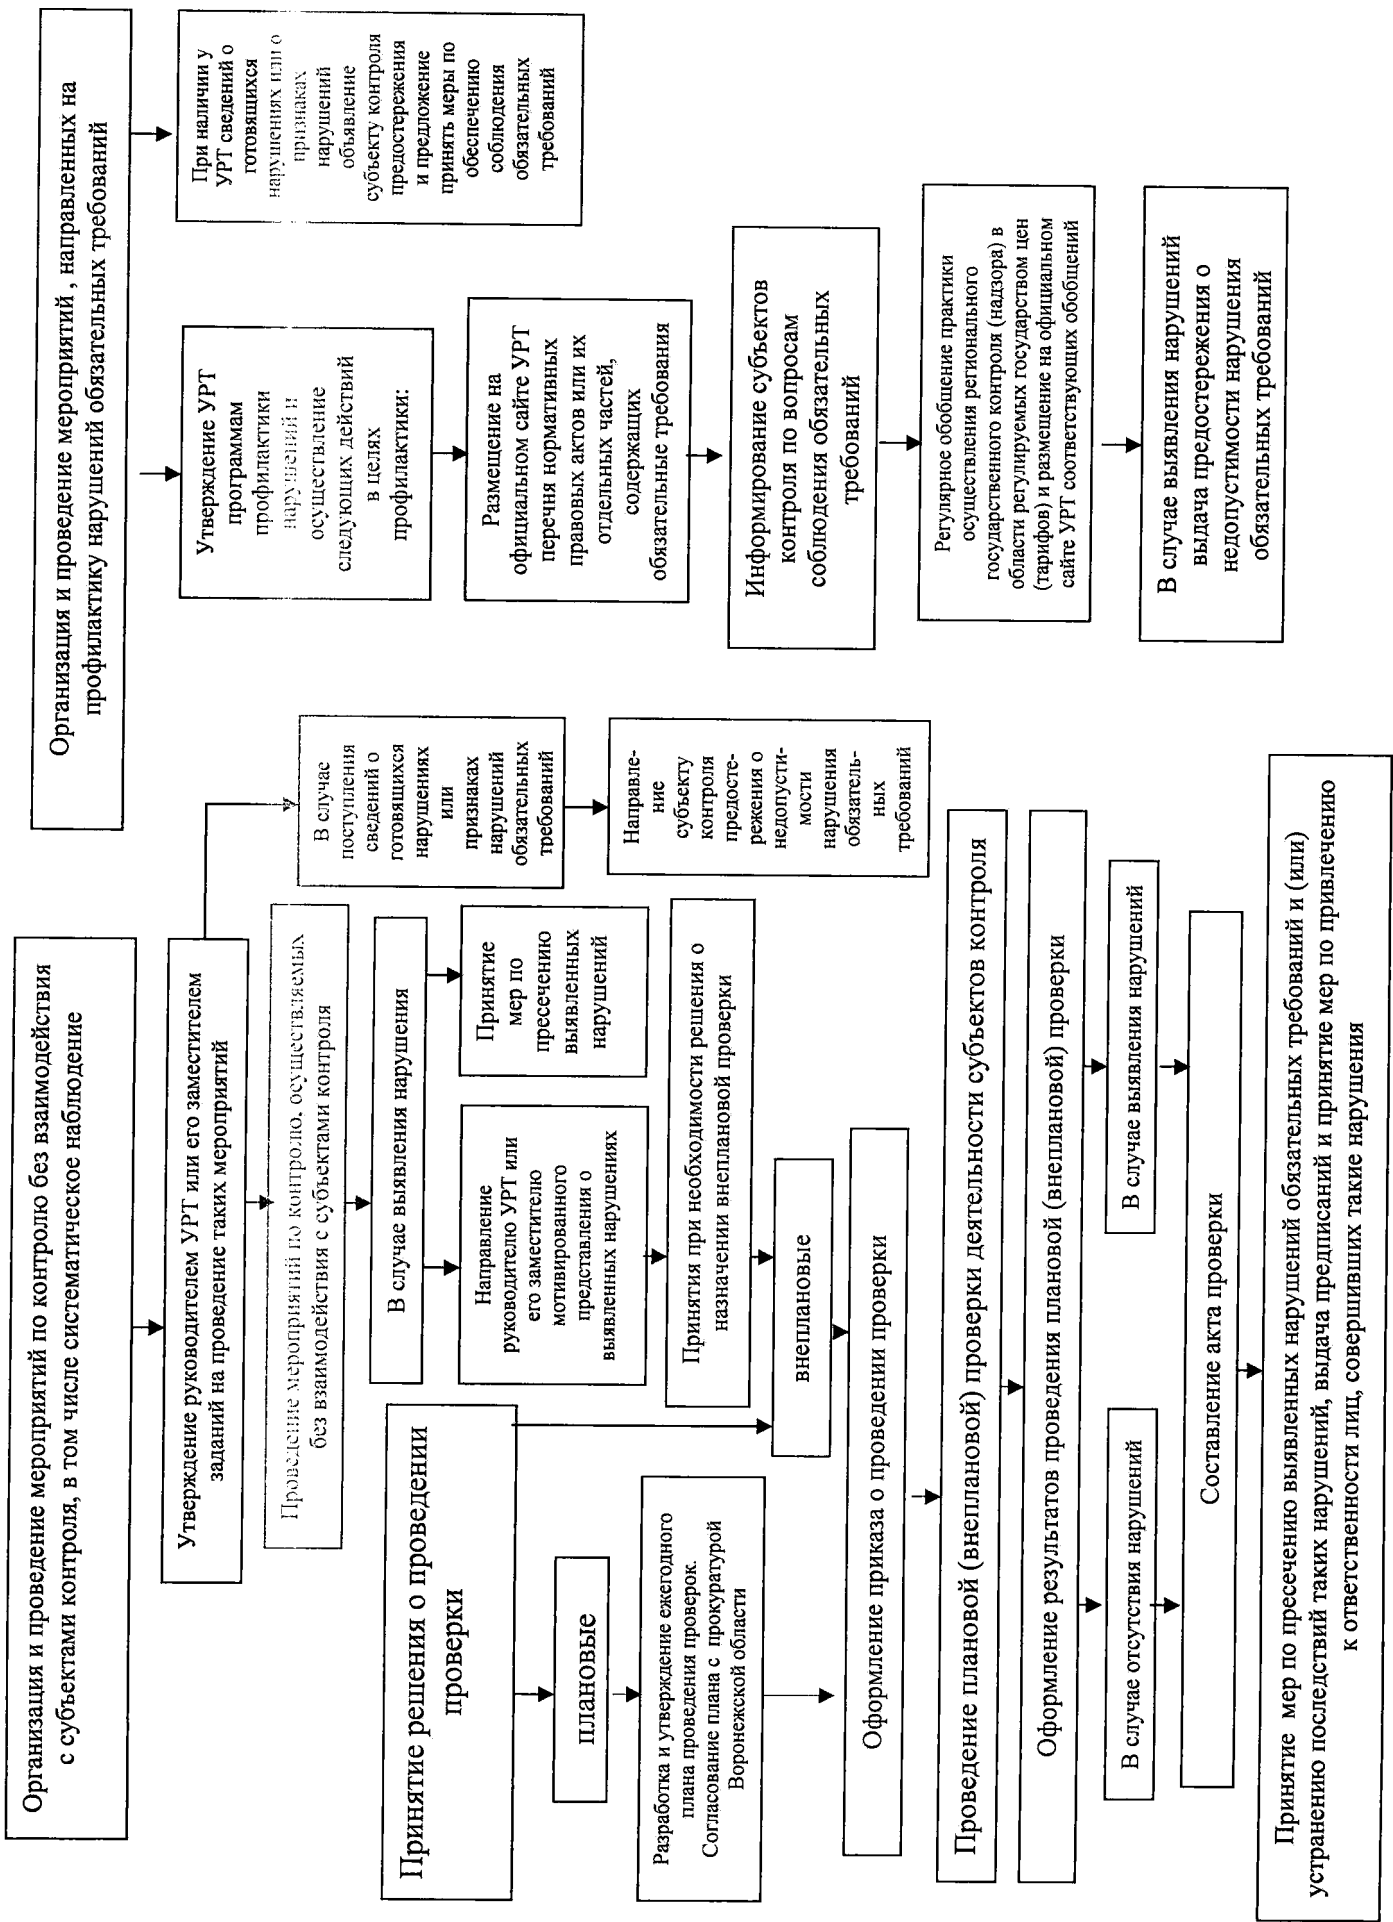 Организация и проведение мероприятий по контролю без взаимодействия
с субъектами контроля, в том числе систематическое наблюдение
Утверждение руководителем УРТ или его заместителем
заданий на проведение таких мероприятий
Проведение мероприятий по контролю, осуществляемых
без взаимодействия с субъектами контроля
В случае выявления нарушения
Направление
руководителю УРТ или
его заместителю
мотивированного
представления о
выявленных нарушениях
Принятие
мер по
пресечению
выявленных
нарушений
Принятия при необходимости решения о
назначении внеплановой проверки
В случае
поступления
сведений о
готовящихся
нарушениях
или
признаках
нарушений
обязательных
требований
Направле-
ние
субъекту
контроля
предосте-
режения о
недопусти-
мости
нарушения
обязатель-
ных
требований
Принятие решения о проведении
проверки
плановые
внеплановые
Разработка и утверждение ежегодного
плана проведения проверок.
Согласование плана с прокуратурой
Воронежской области
Оформление приказа о проведении проверки
Проведение плановой (внеплановой) проверки деятельности субъектов контроля
Оформление результатов проведения плановой (внеплановой) проверки
В случае отсутствия нарушений
В случае выявления нарушений
Составление акта проверки
Принятие мер по пресечению выявленных нарушений обязательных требований и (или)
устранению последствий таких нарушений, выдача предписаний и принятие мер по привлечению
к ответственности лиц, совершивших такие нарушения
Организация и проведение мероприятий , направленных на
профилактику нарушений обязательных требований
Утверждение УРТ
программам
профилактики
нарушений и
осуществление
следующих действий
в целях
профилактики:
Размещение на
официальном сайте УРТ
перечня нормативных
правовых актов или их
отдельных частей,
содержащих
обязательные требования
Информирование субъектов
контроля по вопросам
соблюдения обязательных
требований
Регулярное обобщение практики
осуществления регионального
государственного контроля (надзора) в
области регулируемых государством цен
(тарифов) и размещение на официальном
сайте УРТ соответствующих обобщений
В случае выявления нарушений
выдача предостережения о
недопустимости нарушения
обязательных требований
При наличии у
УРТ сведений о
готовящихся
нарушениях или о
признаках
нарушений
объявление
субъекту контроля
предостережения
и предложение
принять меры по
обеспечению
соблюдения
обязательных
требований